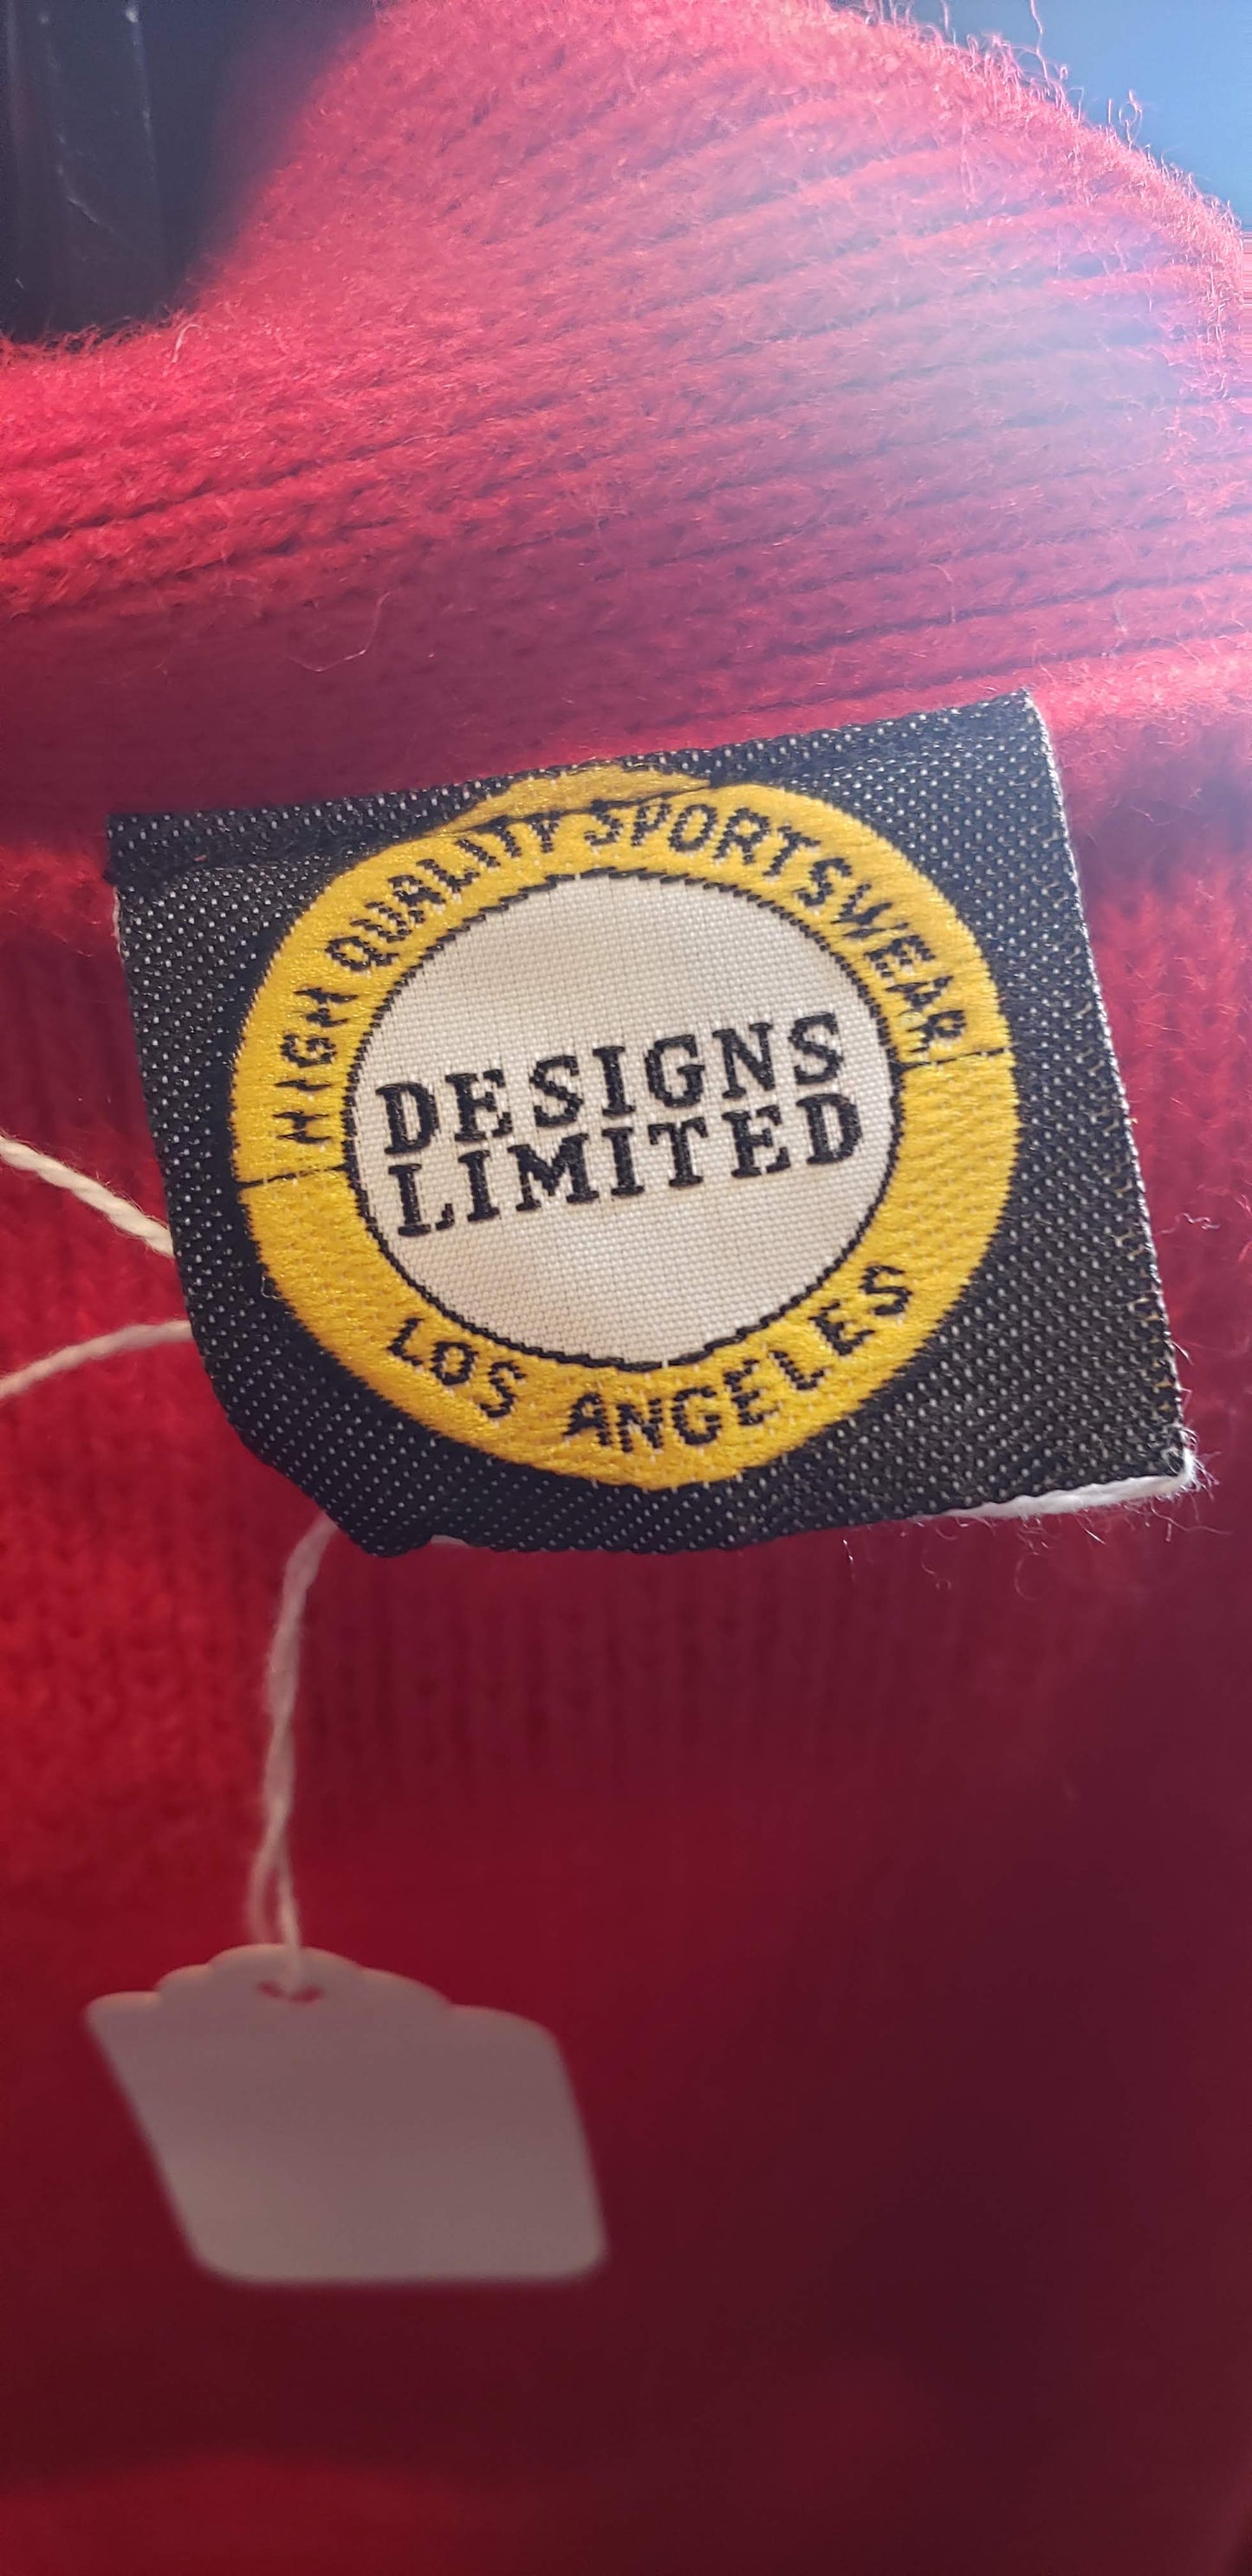 HIGH QUALITY SPORTSWEAR
DESIGNS
LIMITED
LOS ANGELES